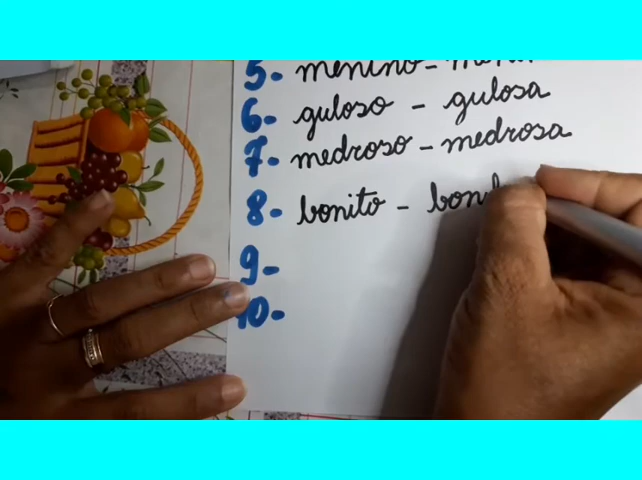 5- menino -
6- guloso - gulosa
7- medroso - medrosa
8- bonito -
9-
10-